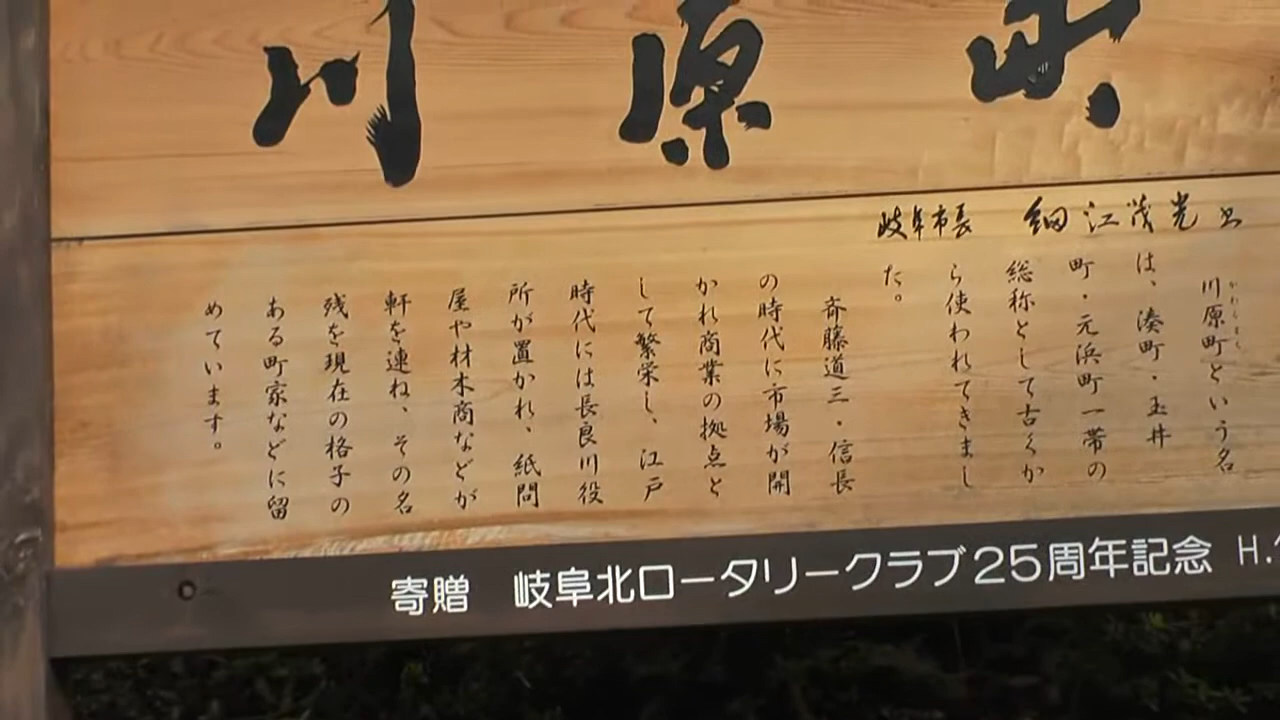 川原
岐阜市長 細江茂光 書
かわらまち
川原町という名
は、湊町・玉井
町・元浜町一帯の
総称として古くか
ら使われてきまし
た。
斎藤道三・信長
の時代に市場が開
かれ商業の拠点と
して繁栄し、江戸
時代には長良川役
所が置かれ、紙問
屋や材木商などが
軒を連ね、その名
残を現在の格子の
ある町家などに留
めています。
寄贈 岐阜北ロータリークラブ25周年記念 H.